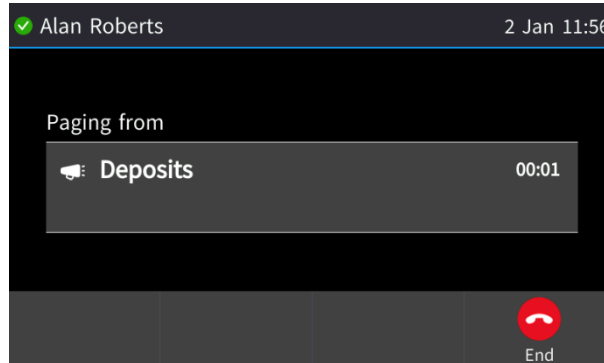 Alan Roberts 2 Jan 11:56
Paging from
Deposits 00:01
End